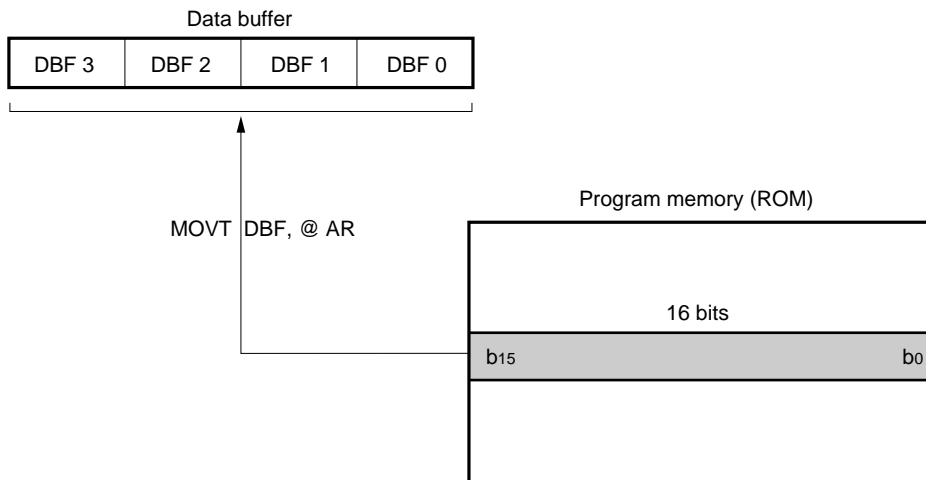 Data buffer
DBF 3 DBF 2 DBF 1 DBF 0
MOVT DBF, @ AR
Program memory (ROM)
16 bits
b15 b0